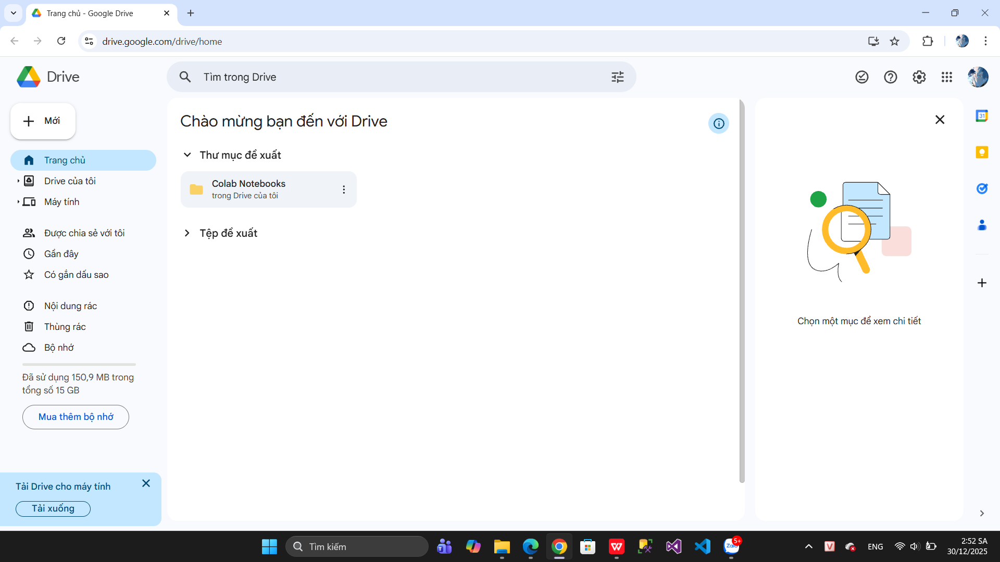 Trang chủ - Google Drive
drive.google.com/drive/home
Drive
Tìm trong Drive
Mới
Trang chủ
Drive của tôi
Máy tính
Được chia sẻ với tôi
Gần đây
Có gắn dấu sao
Nội dung rác
Thùng rác
Bộ nhớ
Đã sử dụng 150,9 MB trong
tổng số 15 GB
Mua thêm bộ nhớ
Tải Drive cho máy tính
Tải xuống
Chào mừng bạn đến với Drive
Thư mục đề xuất
Colab Notebooks
trong Drive của tôi
Tệp đề xuất
Chọn một mục để xem chi tiết
31
Tìm kiếm
T
W
Zalo
5+
V
ENG
2:52 SA
30/12/2025